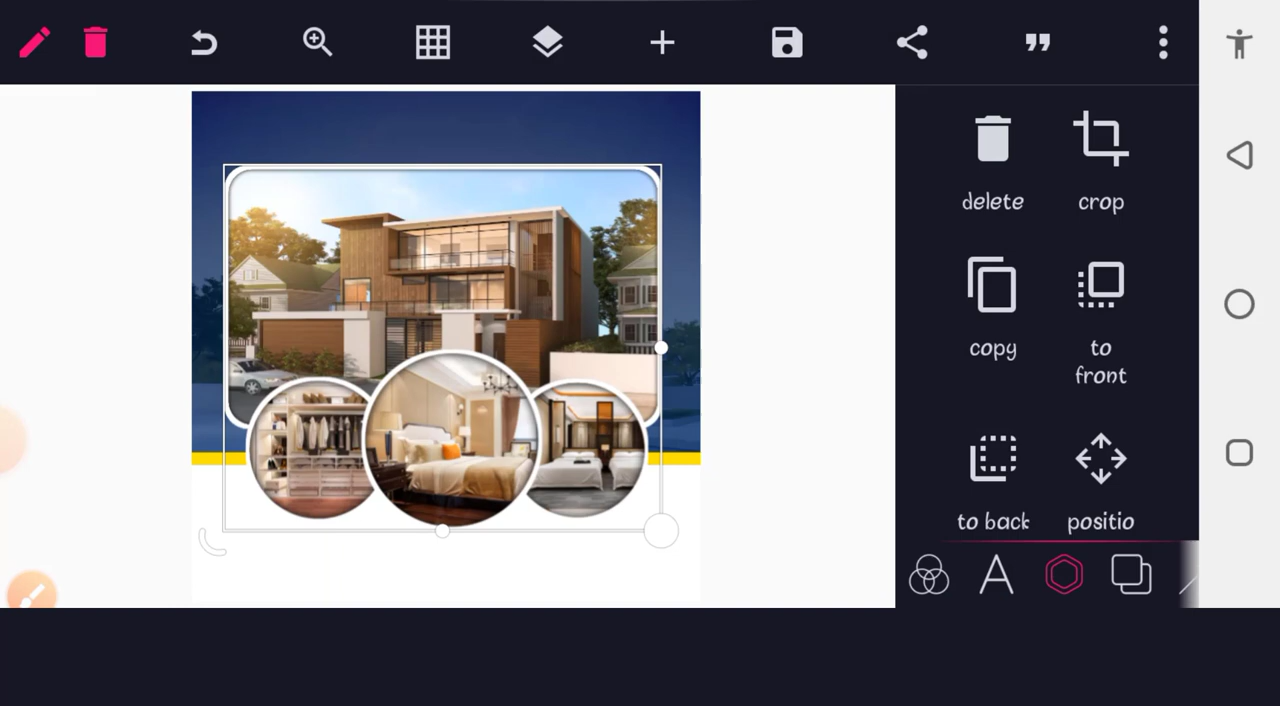 delete
crop
copy
to
front
to back
positio